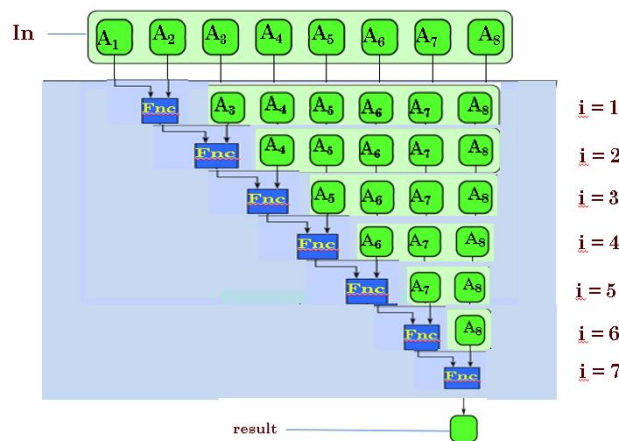 In A1 A2 A3 A4 A5 A6 A7 A8
Fnc A3 A4 A5 A6 A7 A8 i = 1
Fnc A4 A5 A6 A7 A8 i = 2
Fnc A5 A6 A7 A8 i = 3
Fnc A6 A7 A8 i = 4
Fnc A7 A8 i = 5
Fnc A8 i = 6
Fnc i = 7
result